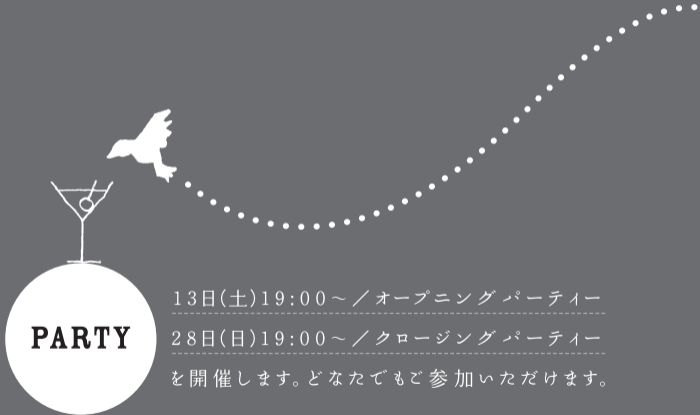 13日(土)19:00～／オープニングパーティー
28日(日)19:00～／クロージングパーティー
PARTY
を開催します。どなたでもご参加いただけます。